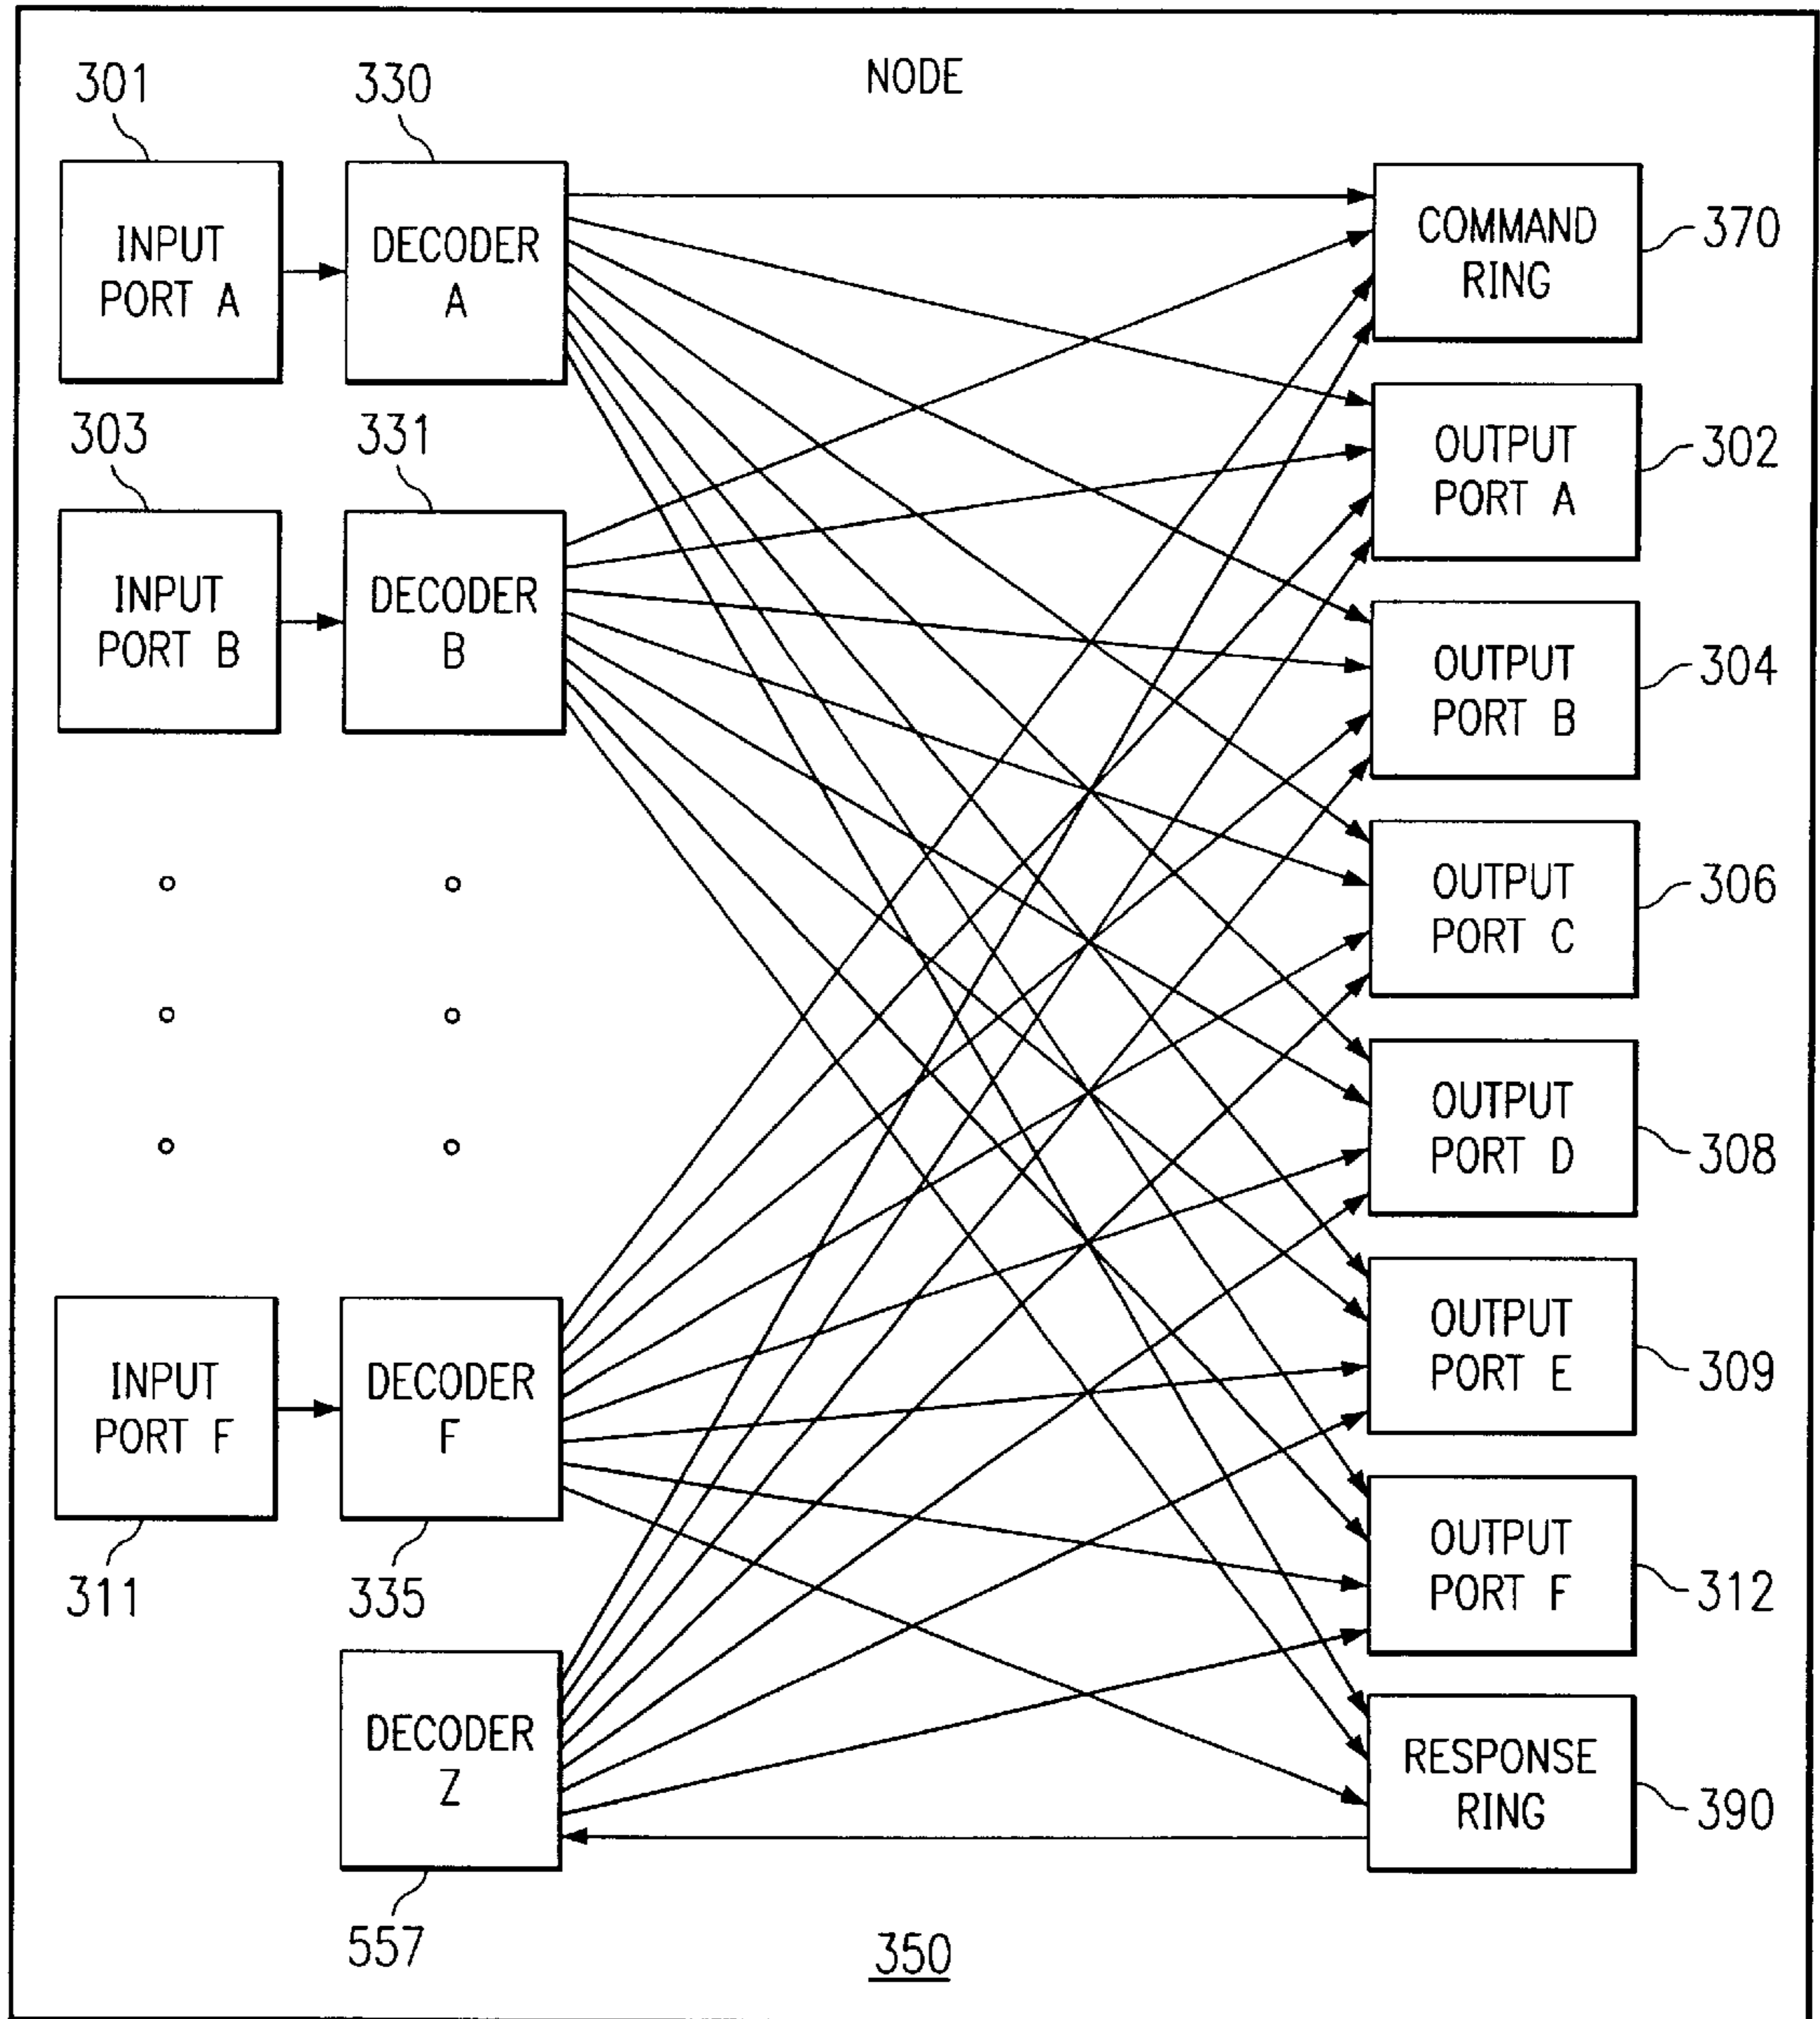 NODE
301
330
INPUT
PORT A
DECODER
A
COMMAND
RING
370
303
331
OUTPUT
PORT A
302
INPUT
PORT B
DECODER
B
OUTPUT
PORT B
304
OUTPUT
PORT C
306
OUTPUT
PORT D
308
INPUT
PORT F
DECODER
F
OUTPUT
PORT E
309
311
335
OUTPUT
PORT F
312
DECODER
Z
RESPONSE
RING
390
557
350